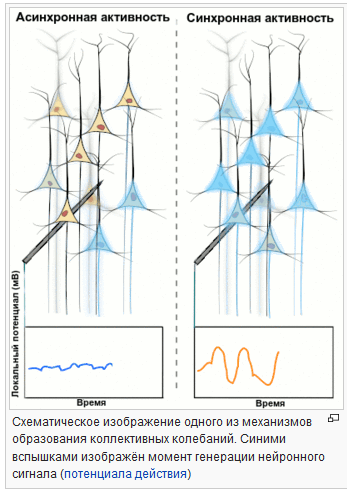 Асинхронная активность
Синхронная активность
Локальный потенциал (мВ)
Время
Время
Схематическое изображение одного из механизмов
образования коллективных колебаний. Синими
вспышками изображён момент генерации нейронного
сигнала (потенциала действия)